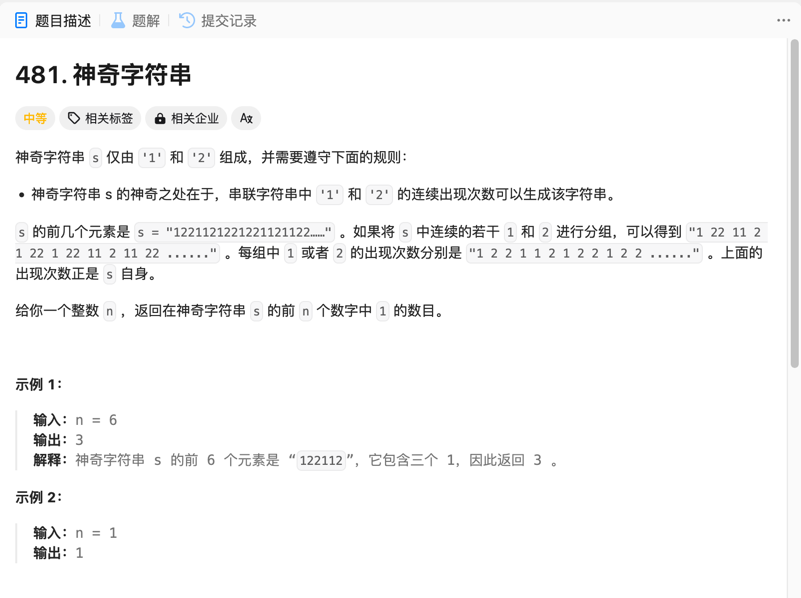 题目描述 题解 提交记录
481. 神奇字符串
中等 相关标签 相关企业
神奇字符串 s 仅由 '1' 和 '2' 组成，并需要遵守下面的规则：
• 神奇字符串 s 的神奇之处在于，串联字符串中 '1' 和 '2' 的连续出现次数可以生成该字符串。
s 的前几个元素是 s = "1221121221221121122……" 。如果将 s 中连续的若干 1 和 2 进行分组，可以得到 "1 22 11 2
1 22 1 22 11 2 11 22 ......" 。每组中 1 或者 2 的出现次数分别是 "1 2 2 1 1 2 1 2 2 1 2 2 ......" 。上面的
出现次数正是 s 自身。
给你一个整数 n ，返回在神奇字符串 s 的前 n 个数字中 1 的数目。
示例 1：
输入：n = 6
输出：3
解释：神奇字符串 s 的前 6 个元素是 “122112”，它包含三个 1，因此返回 3 。
示例 2：
输入：n = 1
输出：1